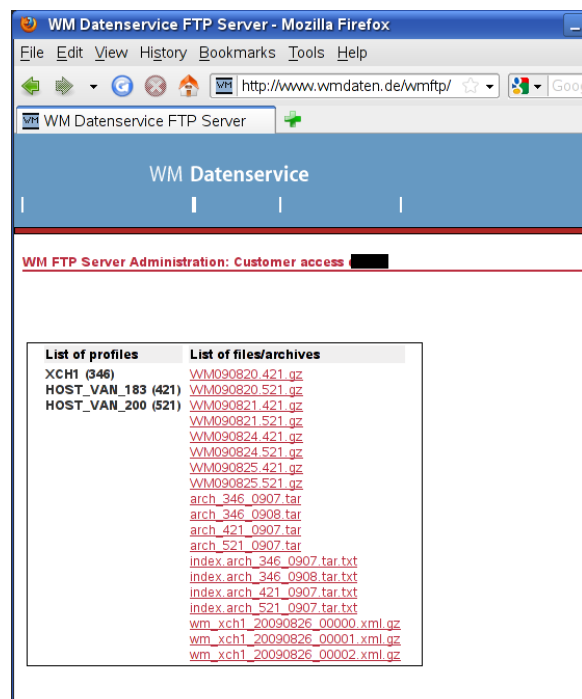 WM Datenservice FTP Server - Mozilla Firefox
File Edit View History Bookmarks Tools Help
WM http://www.wmdaten.de/wmftp/ Goo
WM WM Datenservice FTP Server
WM Datenservice
WM FTP Server Administration: Customer access
List of profiles List of files/archives
XCH1 (346) WM090820.421.gz
HOST_VAN_183 (421) WM090820.521.gz
HOST_VAN_200 (521) WM090821.421.gz
WM090821.521.gz
WM090824.421.gz
WM090824.521.gz
WM090825.421.gz
WM090825.521.gz
arch_346_0907.tar
arch_346_0908.tar
arch_421_0907.tar
arch_521_0907.tar
index.arch_346_0907.tar.txt
index.arch_346_0908.tar.txt
index.arch_421_0907.tar.txt
index.arch_521_0907.tar.txt
wm_xch1_20090826_00000.xml.gz
wm_xch1_20090826_00001.xml.gz
wm_xch1_20090826_00002.xml.gz